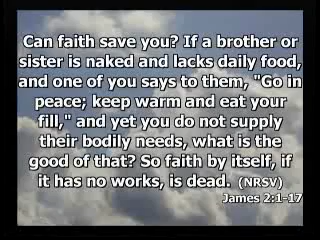 Can faith save you? If a brother or
sister is naked and lacks daily food,
and one of you says to them, "Go in
peace; keep warm and eat your
fill," and yet you do not supply
their bodily needs, what is the
good of that? So faith by itself, if
it has no works, is dead. (NRSV)
James 2:1-17